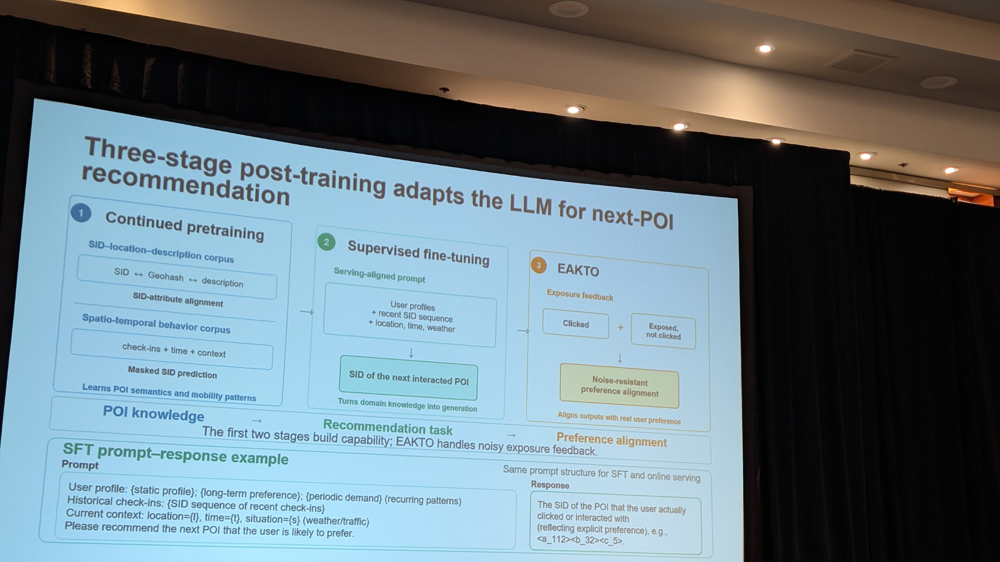 Three-stage post-training adapts the LLM for next-POI
recommendation
1
Continued pretraining
SID–location–description corpus
SID ↔ Geohash ↔ description
SID-attribute alignment
Spatio-temporal behavior corpus
check-ins + time + context
Masked SID prediction
Learns POI semantics and mobility patterns
→
2
Supervised fine-tuning
Serving-aligned prompt
User profiles
+ recent SID sequence
+ location, time, weather
↓
SID of the next interacted POI
Turns domain knowledge into generation
→
3
EAKTO
Exposure feedback
Clicked
+
Exposed,
not clicked
↓
Noise-resistant
preference alignment
Aligns outputs with real user preference
POI knowledge → Recommendation task → Preference alignment
The first two stages build capability; EAKTO handles noisy exposure feedback.
SFT prompt–response example
Same prompt structure for SFT and online serving
Prompt
User profile: {static profile}; {long-term preference}; {periodic demand} (recurring patterns)
Historical check-ins: {SID sequence of recent check-ins}
Current context: location={l}, time={t}, situation={s} (weather/traffic)
Please recommend the next POI that the user is likely to prefer.
Response
The SID of the POI that the user actually
clicked or interacted with
(reflecting explicit preference), e.g.,
<a_112><b_32><c_5>.